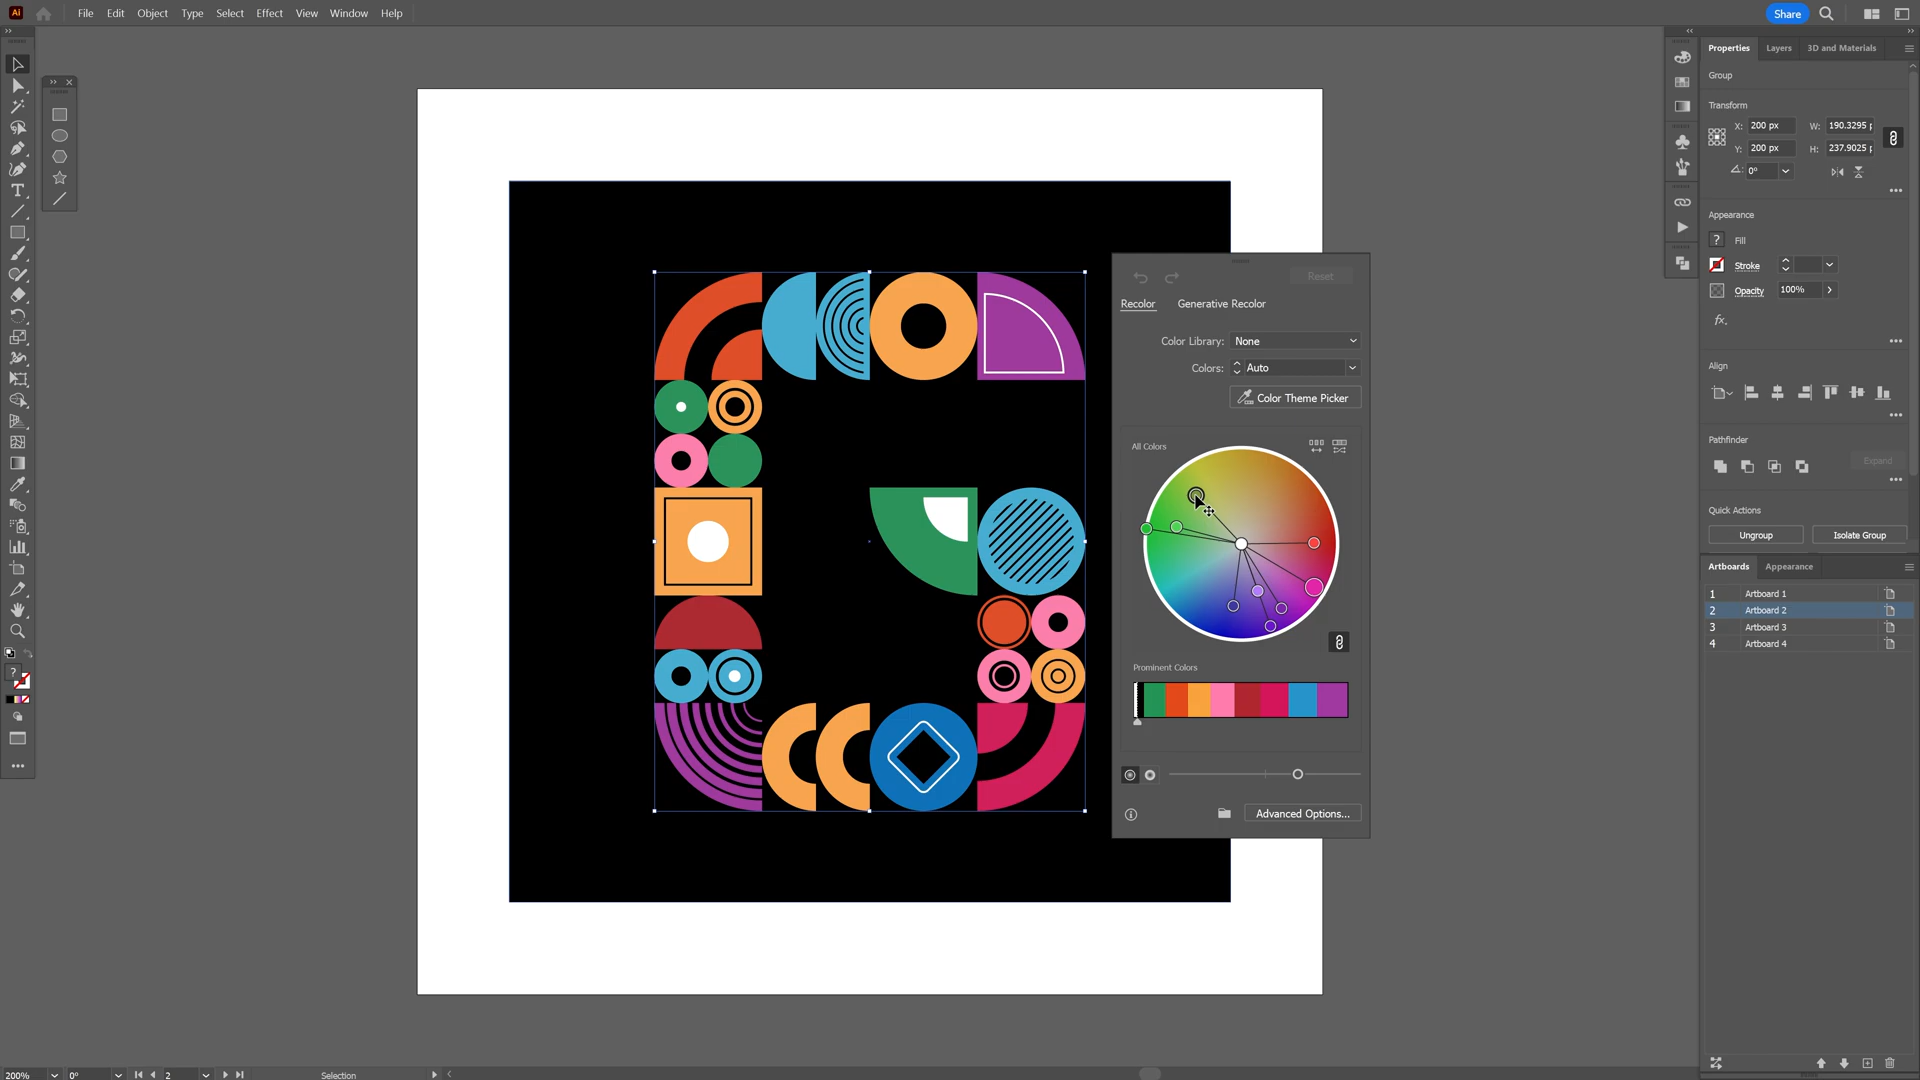 Ai File Edit Object Type Select Effect View Window Help Share
Properties Layers 3D and Materials
Group
Transform
X: 200 px W: 190.3295 p
Y: 200 px H: 237.9025 p
0°
Appearance
? Fill
Stroke
Opacity 100%
fx.
Align
Pathfinder
Expand
Quick Actions
Ungroup Isolate Group
Artboards Appearance
1 Artboard 1
2 Artboard 2
3 Artboard 3
4 Artboard 4
Reset
Recolor Generative Recolor
Color Library: None
Colors: Auto
Color Theme Picker
All Colors
Prominent Colors
Advanced Options...
T
?
200% 0° 2 Selection